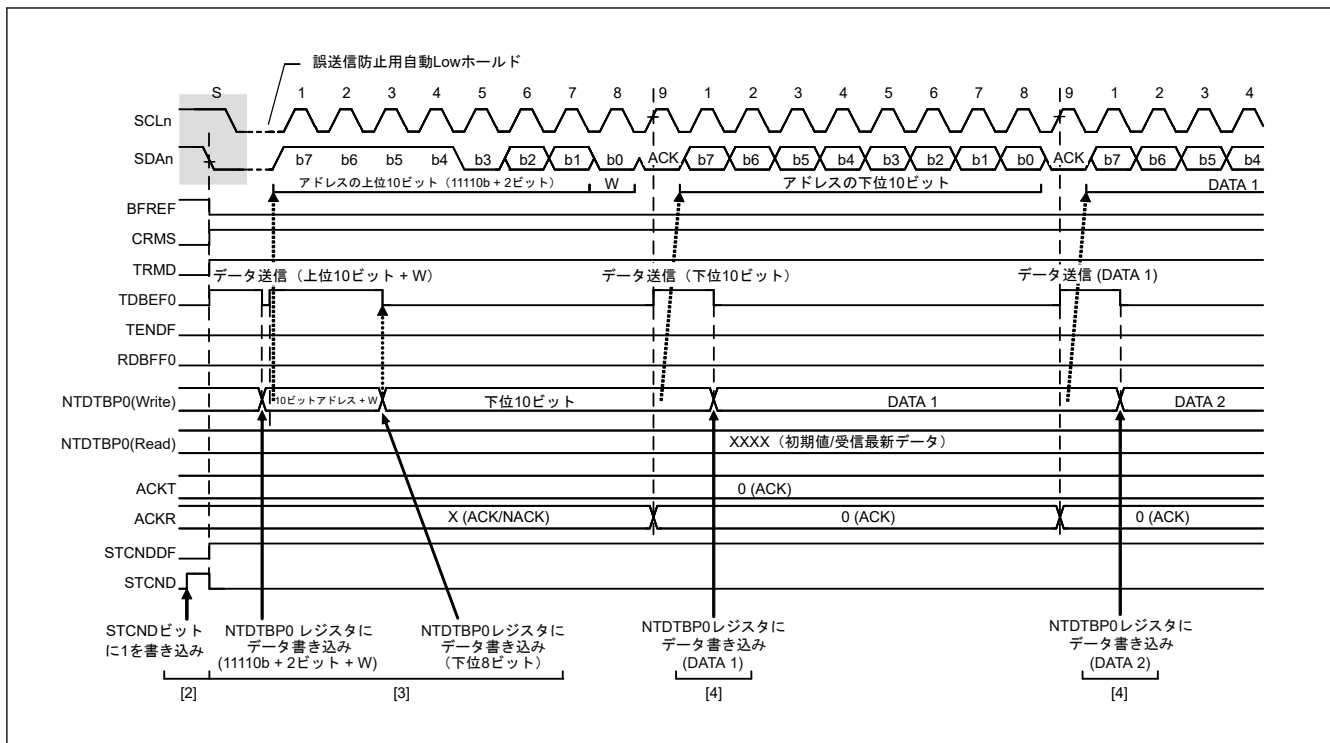 誤送信防止用自動Lowホールド
S 1 2 3 4 5 6 7 8 9 1 2 3 4 5 6 7 8 9 1 2 3 4
SCLn
SDAn b7 b6 b5 b4 b3 b2 b1 b0 ACK b7 b6 b5 b4 b3 b2 b1 b0 ACK b7 b6 b5 b4
アドレスの上位10ビット(11110b + 2ビット) W アドレスの下位10ビット DATA 1
BFREF
CRMS
TRMD
データ送信(上位10ビット + W) データ送信(下位10ビット) データ送信 (DATA 1)
TDBEF0
TENDF
RDBFF0
NTDTBP0(Write) 10ビットアドレス + W 下位10ビット DATA 1 DATA 2
NTDTBP0(Read) XXXX(初期値/受信最新データ)
ACKT 0 (ACK)
ACKR X (ACK/NACK) 0 (ACK) 0 (ACK)
STCNDDF
STCND
STCNDビット
に1を書き込み
NTDTBP0 レジスタに
データ書き込み
(11110b + 2ビット + W)
NTDTBP0レジスタに
データ書き込み
(下位8ビット)
NTDTBP0レジスタに
データ書き込み
(DATA 1)
NTDTBP0レジスタに
データ書き込み
(DATA 2)
[2] [3] [4] [4]